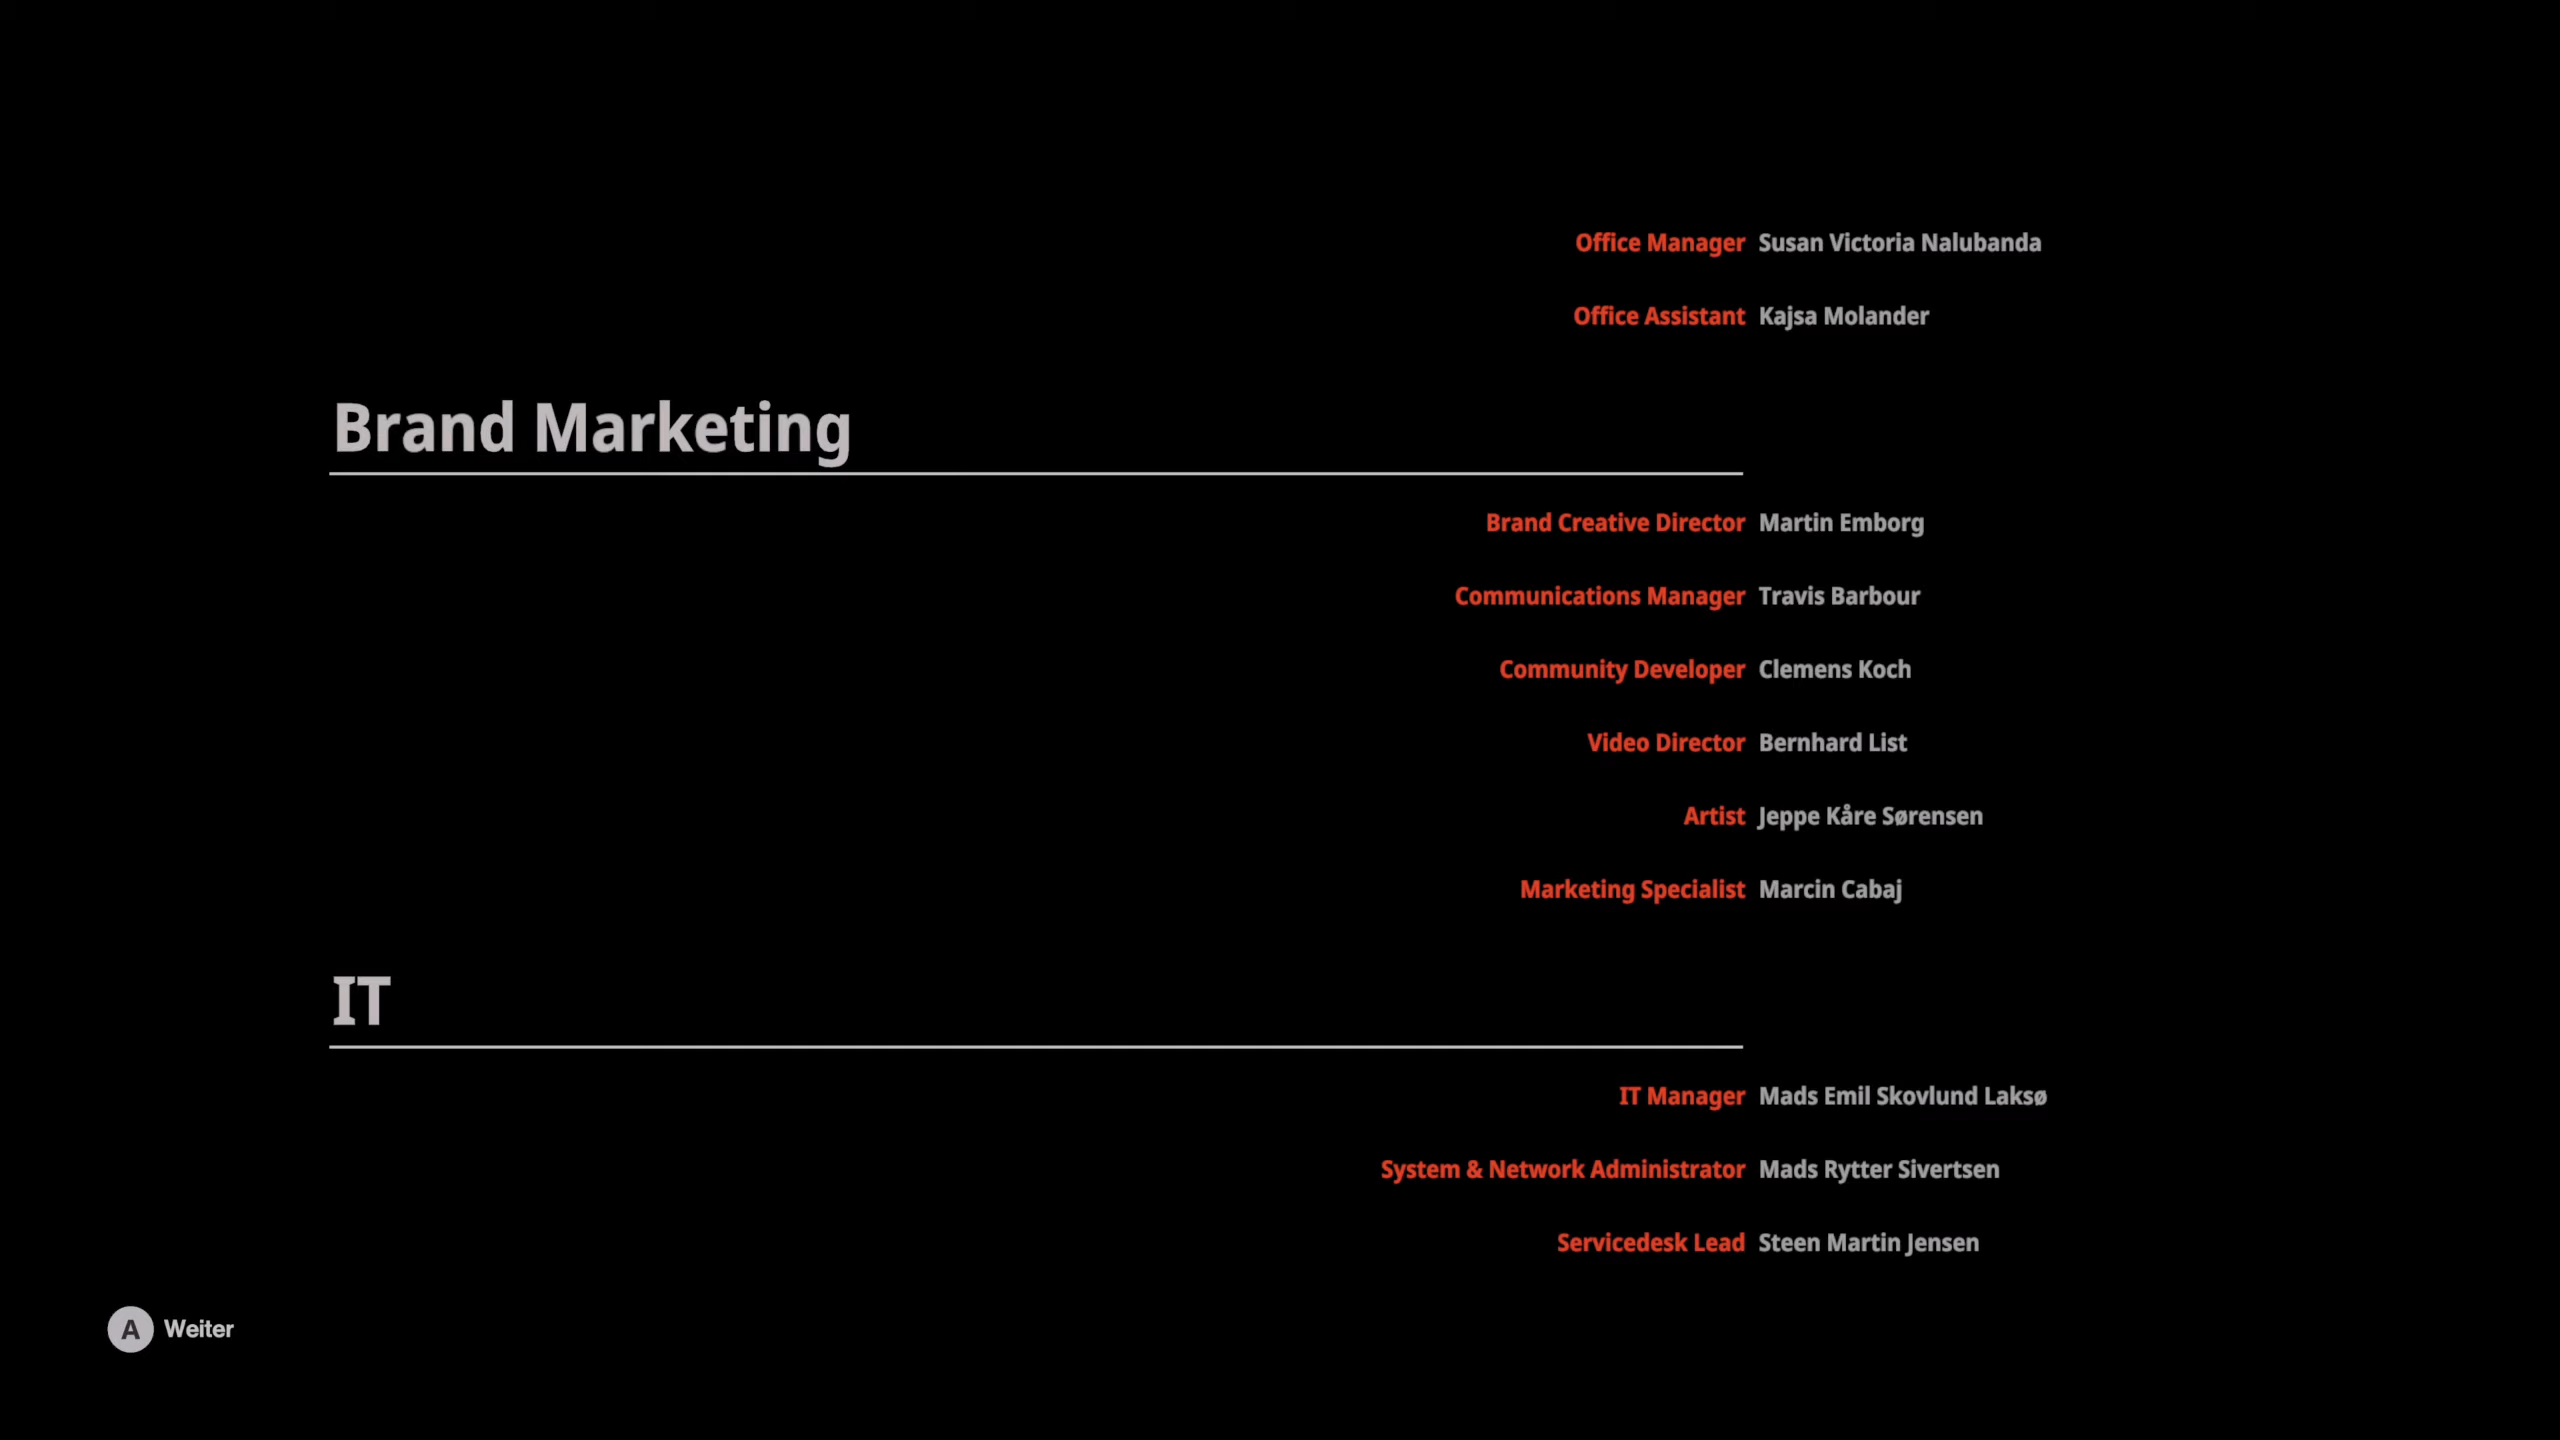 Office Manager Susan Victoria Nalubanda
Office Assistant Kajsa Molander
Brand Marketing
Brand Creative Director Martin Emborg
Communications Manager Travis Barbour
Community Developer Clemens Koch
Video Director Bernhard List
Artist Jeppe Kåre Sørensen
Marketing Specialist Marcin Cabaj
IT
IT Manager Mads Emil Skovlund Laksø
System & Network Administrator Mads Rytter Sivertsen
Servicedesk Lead Steen Martin Jensen
A Weiter